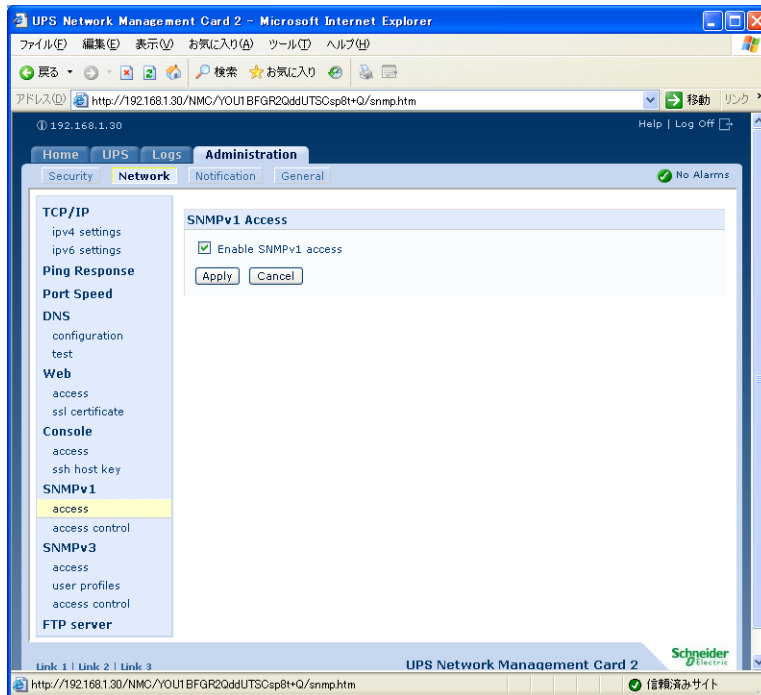 UPS Network Management Card 2 - Microsoft Internet Explorer
ファイル(F) 編集(E) 表示(V) お気に入り(A) ツール(T) ヘルプ(H)
戻る 検索 お気に入り
アドレス(D) http://192.168.1.30/NMC/YOU1BFGR2QddUTSCsp8t+Q/snmp.htm 移動 リンク »
192.168.1.30 Help | Log Off
Home UPS Logs Administration
Security Network Notification General No Alarms
TCP/IP
ipv4 settings
ipv6 settings
Ping Response
Port Speed
DNS
configuration
test
Web
access
ssl certificate
Console
access
ssh host key
SNMPv1
access
access control
SNMPv3
access
user profiles
access control
FTP server
SNMPv1 Access
Enable SNMPv1 access
Apply Cancel
Link 1 | Link 2 | Link 3 UPS Network Management Card 2
Schneider
Electric
http://192.168.1.30/NMC/YOU1BFGR2QddUTSCsp8t+Q/snmp.htm 信頼済みサイト